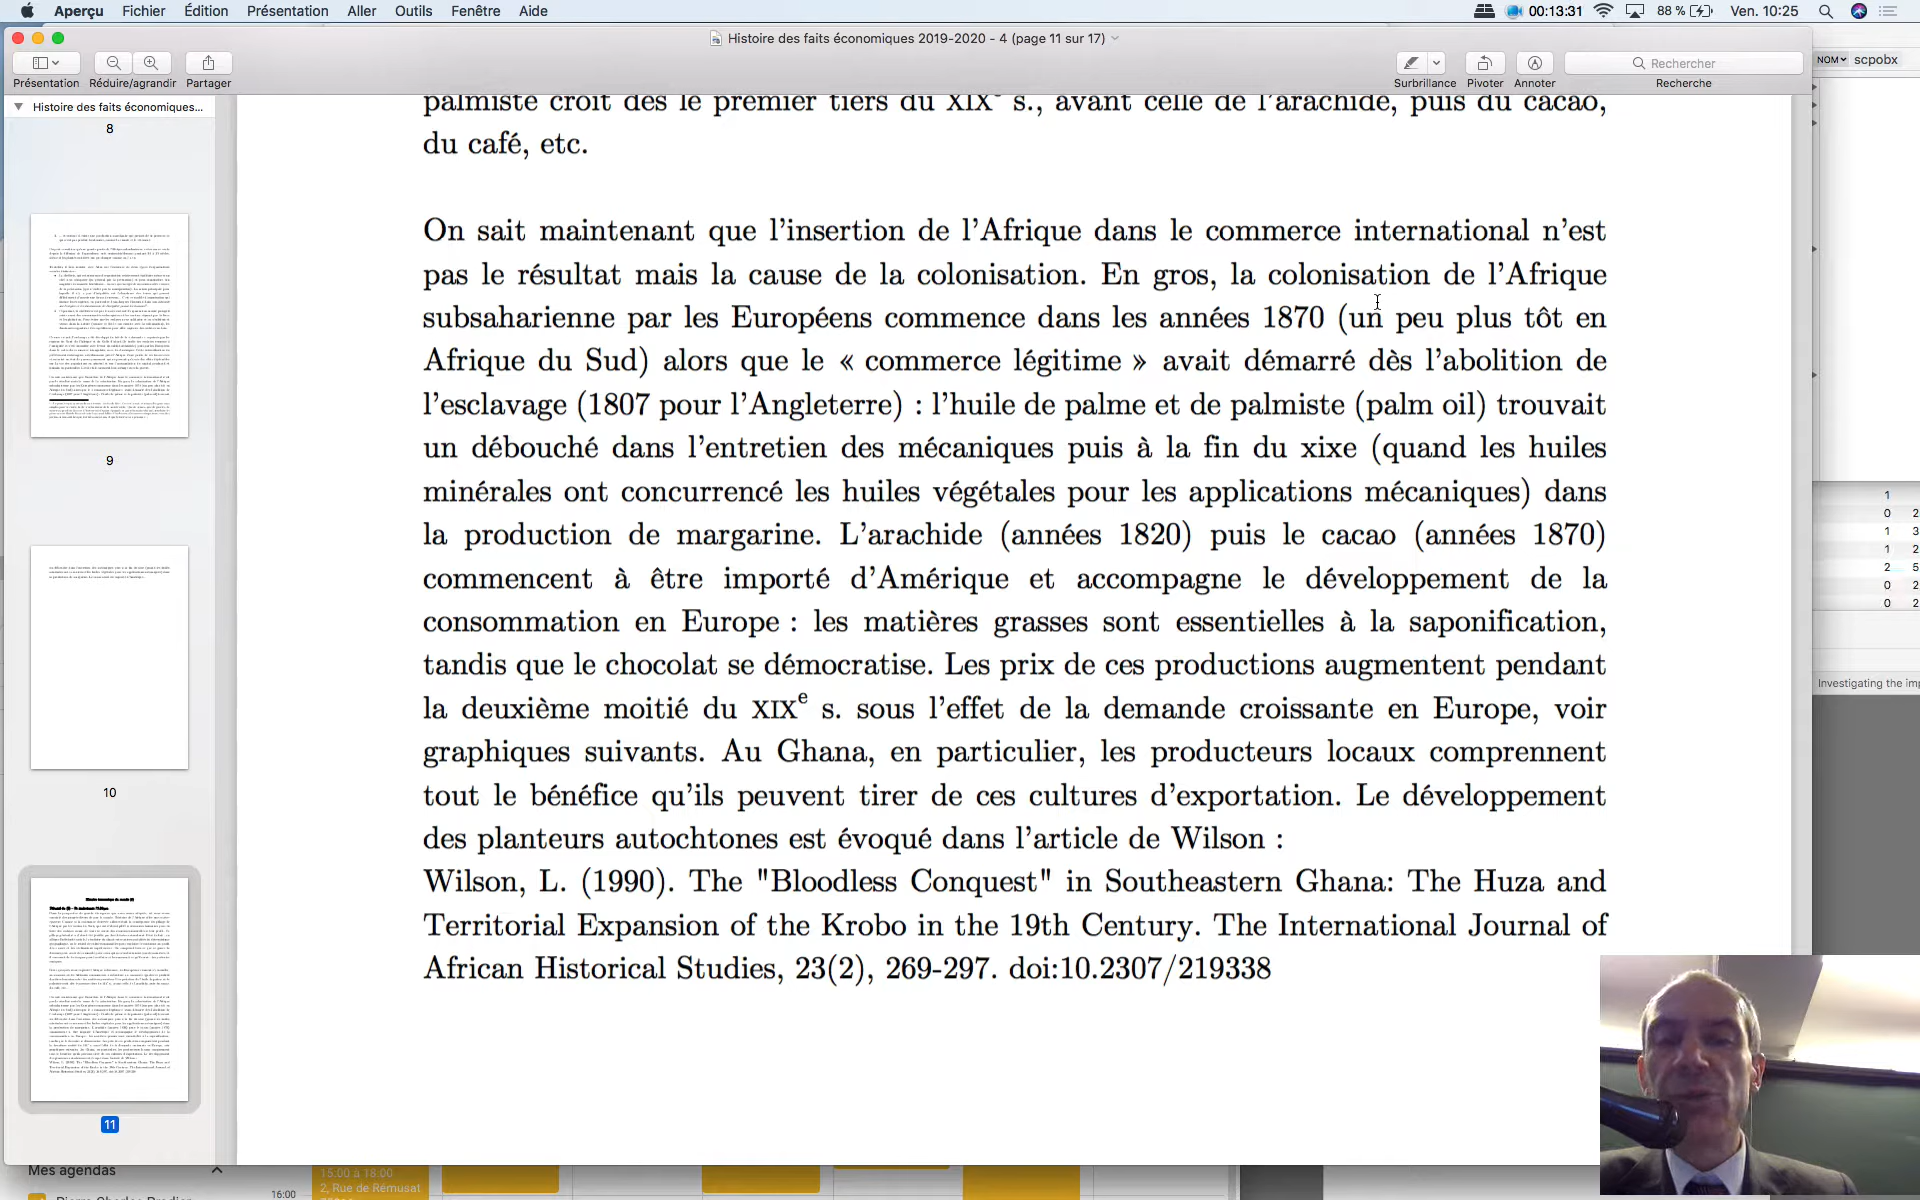 Aperçu Fichier Édition Présentation Aller Outils Fenêtre Aide 00:13:31 88 % Ven. 10:25
Histoire des faits économiques 2019-2020 - 4 (page 11 sur 17)
Rechercher
NOM scpobx
Présentation Réduire/agrandir Partager Surbrillance Pivoter Annoter Recherche
Histoire des faits économiques...
8
9
10
11
palmiste croit dès le premier tiers du XIXe s., avant celle de l'arachide, puis du cacao,
du café, etc.
On sait maintenant que l'insertion de l'Afrique dans le commerce international n'est
pas le résultat mais la cause de la colonisation. En gros, la colonisation de l'Afrique
subsaharienne par les Européens commence dans les années 1870 (un peu plus tôt en
Afrique du Sud) alors que le « commerce légitime » avait démarré dès l'abolition de
l'esclavage (1807 pour l'Angleterre) : l'huile de palme et de palmiste (palm oil) trouvait
un débouché dans l'entretien des mécaniques puis à la fin du xixe (quand les huiles
minérales ont concurrencé les huiles végétales pour les applications mécaniques) dans
la production de margarine. L'arachide (années 1820) puis le cacao (années 1870)
commencent à être importé d'Amérique et accompagne le développement de la
consommation en Europe : les matières grasses sont essentielles à la saponification,
tandis que le chocolat se démocratise. Les prix de ces productions augmentent pendant
la deuxième moitié du XIXe s. sous l'effet de la demande croissante en Europe, voir
graphiques suivants. Au Ghana, en particulier, les producteurs locaux comprennent
tout le bénéfice qu'ils peuvent tirer de ces cultures d'exportation. Le développement
des planteurs autochtones est évoqué dans l'article de Wilson :
Wilson, L. (1990). The "Bloodless Conquest" in Southeastern Ghana: The Huza and
Territorial Expansion of the Krobo in the 19th Century. The International Journal of
African Historical Studies, 23(2), 269-297. doi:10.2307/219338
1
0 2
1 3
1 2
2 5
0 2
0 2
Investigating the imp
Mes agendas
15:00 à 18:00
16:00
2, Rue de Rémusat